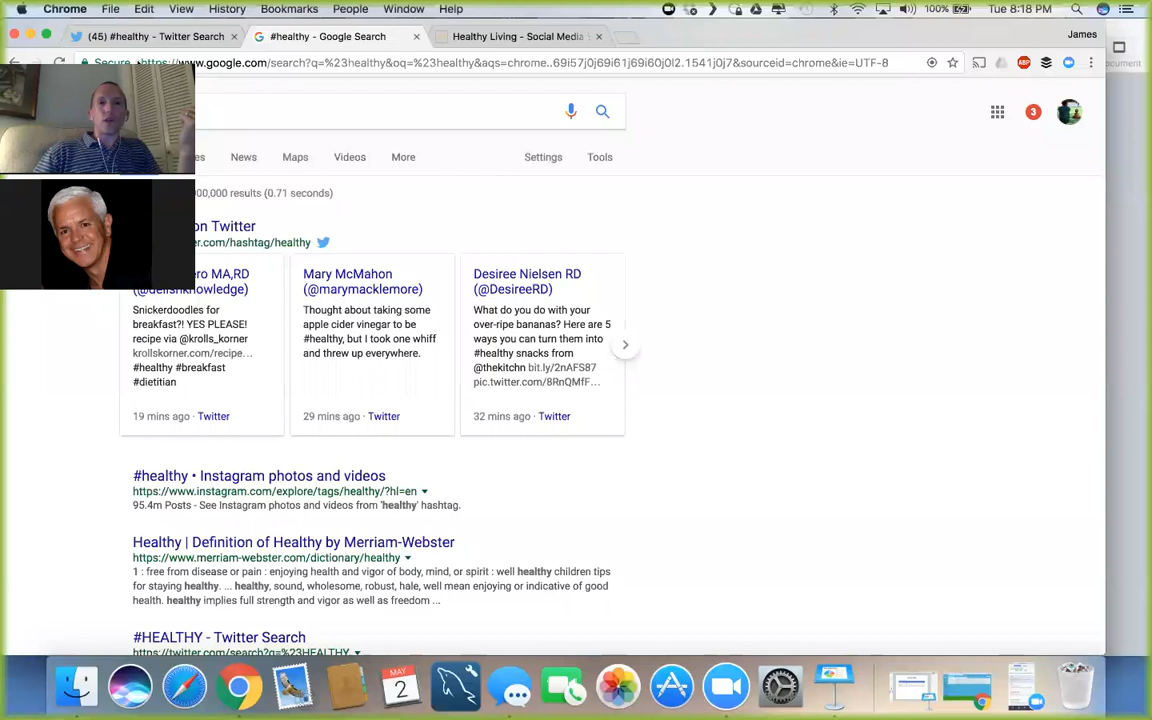 Chrome File Edit View History Bookmarks People Window Help 100% Tue 8:18 PM
(45) #healthy - Twitter Search
#healthy - Google Search
Healthy Living - Social Media
James
Secure https://www.google.com/search?q=%23healthy&oq=%23healthy&aqs=chrome..69i57j0j69i61j69i60j0l2.1541j0j7&sourceid=chrome&ie=UTF-8
ABP
ocument
3
es News Maps Videos More Settings Tools
00,000 results (0.71 seconds)
on Twitter
er.com/hashtag/healthy
ero MA,RD
(@delishknowledge)
Snickerdoodles for
breakfast?! YES PLEASE!
recipe via @krolls_korner
krollskorner.com/recipe…
#healthy #breakfast
#dietitian
19 mins ago · Twitter
Mary McMahon
(@marymacklemore)
Thought about taking some
apple cider vinegar to be
#healthy, but I took one whiff
and threw up everywhere.
29 mins ago · Twitter
Desiree Nielsen RD
(@DesireeRD)
What do you do with your
over-ripe bananas? Here are 5
ways you can turn them into
#healthy snacks from
@thekitchn bit.ly/2nAFS87
pic.twitter.com/8RnQMfF…
32 mins ago · Twitter
#healthy • Instagram photos and videos
https://www.instagram.com/explore/tags/healthy/?hl=en
95.4m Posts - See Instagram photos and videos from 'healthy' hashtag.
Healthy | Definition of Healthy by Merriam-Webster
https://www.merriam-webster.com/dictionary/healthy
1 : free from disease or pain : enjoying health and vigor of body, mind, or spirit : well healthy children tips
for staying healthy. ... healthy, sound, wholesome, robust, hale, well mean enjoying or indicative of good
health. healthy implies full strength and vigor as well as freedom ...
#HEALTHY - Twitter Search
https://twitter.com/search?q=%23HEALTHY
MAY
2